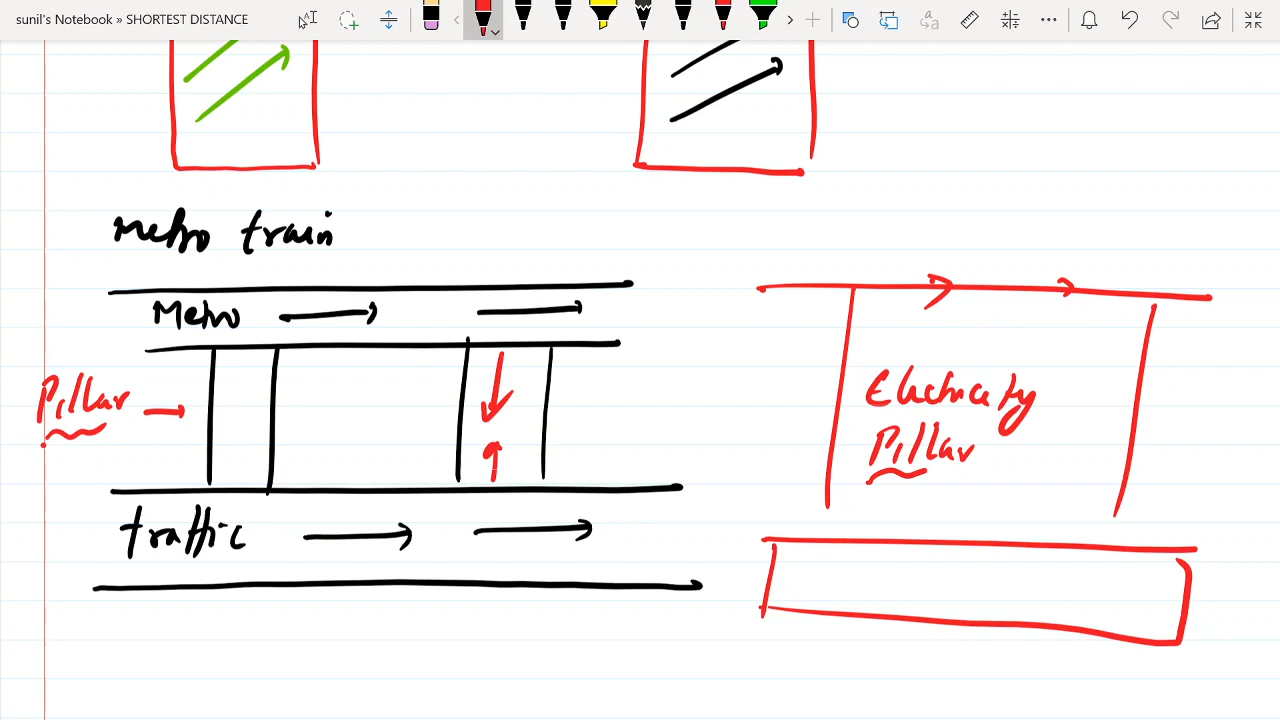 sunil's Notebook » SHORTEST DISTANCE
Metro train
Metro
Pillar
Electricity
Pillar
traffic